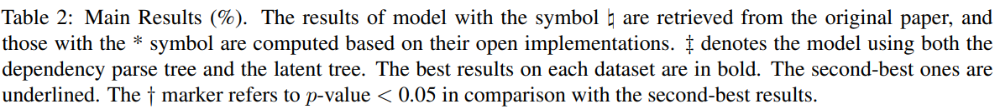 Table 2: Main Results (%). The results of model with the symbol ♮ are retrieved from the original paper, and
those with the * symbol are computed based on their open implementations. ‡ denotes the model using both the
dependency parse tree and the latent tree. The best results on each dataset are in bold. The second-best ones are
underlined. The † marker refers to p-value < 0.05 in comparison with the second-best results.